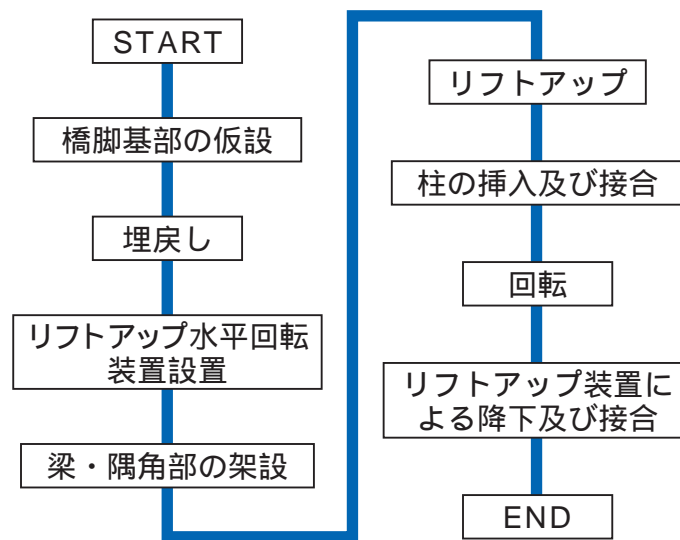 START
橋脚基部の仮設
埋戻し
リフトアップ水平回転
装置設置
梁・隅角部の架設
リフトアップ
柱の挿入及び接合
回転
リフトアップ装置に
よる降下及び接合
END